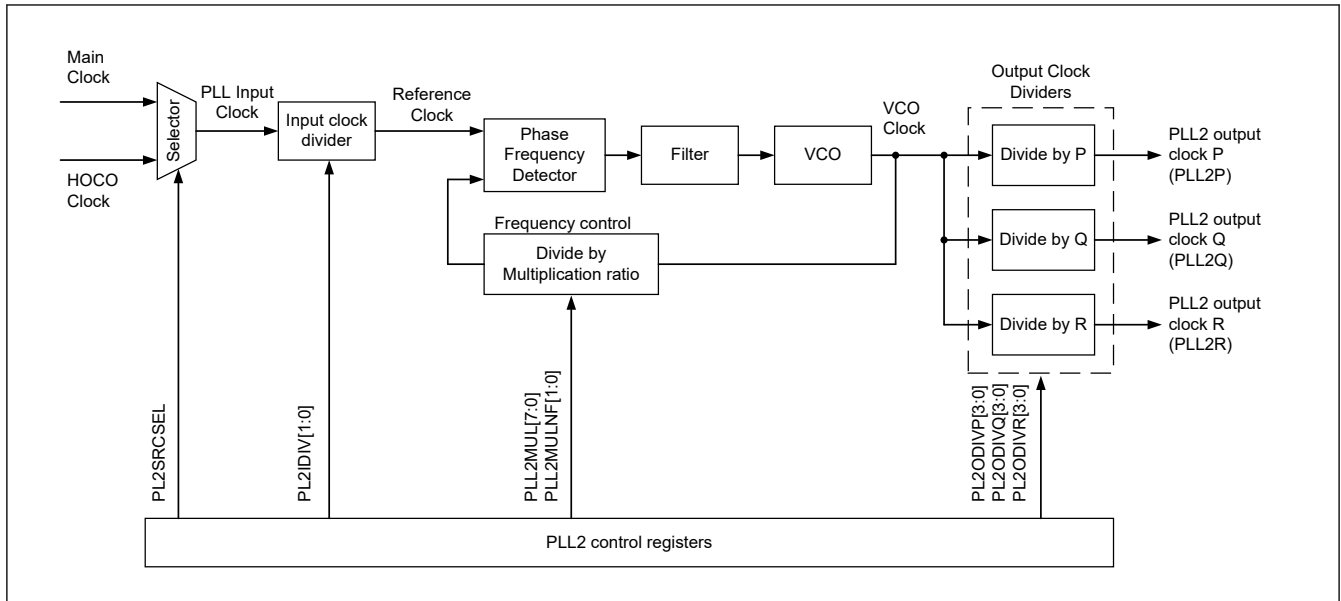 Main
Clock
HOCO
Clock
Selector
PLL Input
Clock
Input clock
divider
Reference
Clock
Phase
Frequency
Detector
Filter
VCO
VCO
Clock
Frequency control
Divide by
Multiplication ratio
Output Clock
Dividers
Divide by P
Divide by Q
Divide by R
PLL2 output
clock P
(PLL2P)
PLL2 output
clock Q
(PLL2Q)
PLL2 output
clock R
(PLL2R)
PL2SRCSEL
PL2IDIV[1:0]
PLL2MUL[7:0]
PLL2MULNF[1:0]
PL2ODIVP[3:0]
PL2ODIVQ[3:0]
PL2ODIVR[3:0]
PLL2 control registers